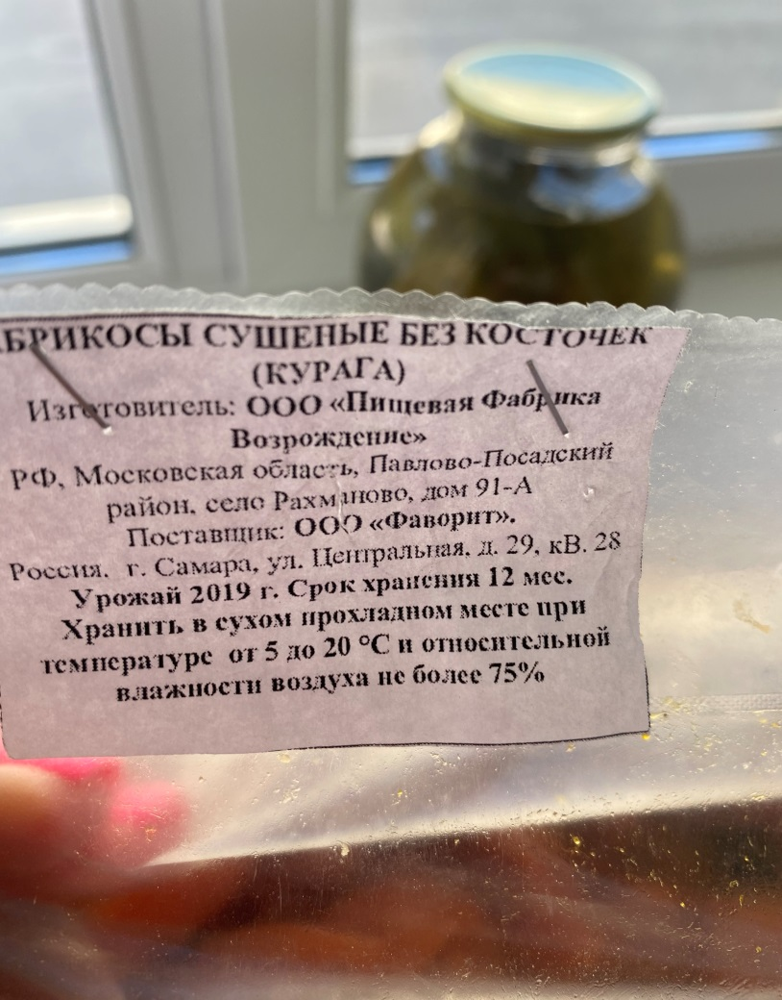 АБРИКОСЫ СУШЕНЫЕ БЕЗ КОСТОЧЕК
(КУРАГА)
Изготовитель: ООО «Пищевая Фабрика
Возрождение»
РФ, Московская область, Павлово-Посадский
район, село Рахманово, дом 91-А
Поставщик: ООО «Фаворит».
Россия, г. Самара, ул. Центральная, д. 29, кВ. 28
Урожай 2019 г. Срок хранения 12 мес.
Хранить в сухом прохладном месте при
температуре от 5 до 20 °С и относительной
влажности воздуха не более 75%